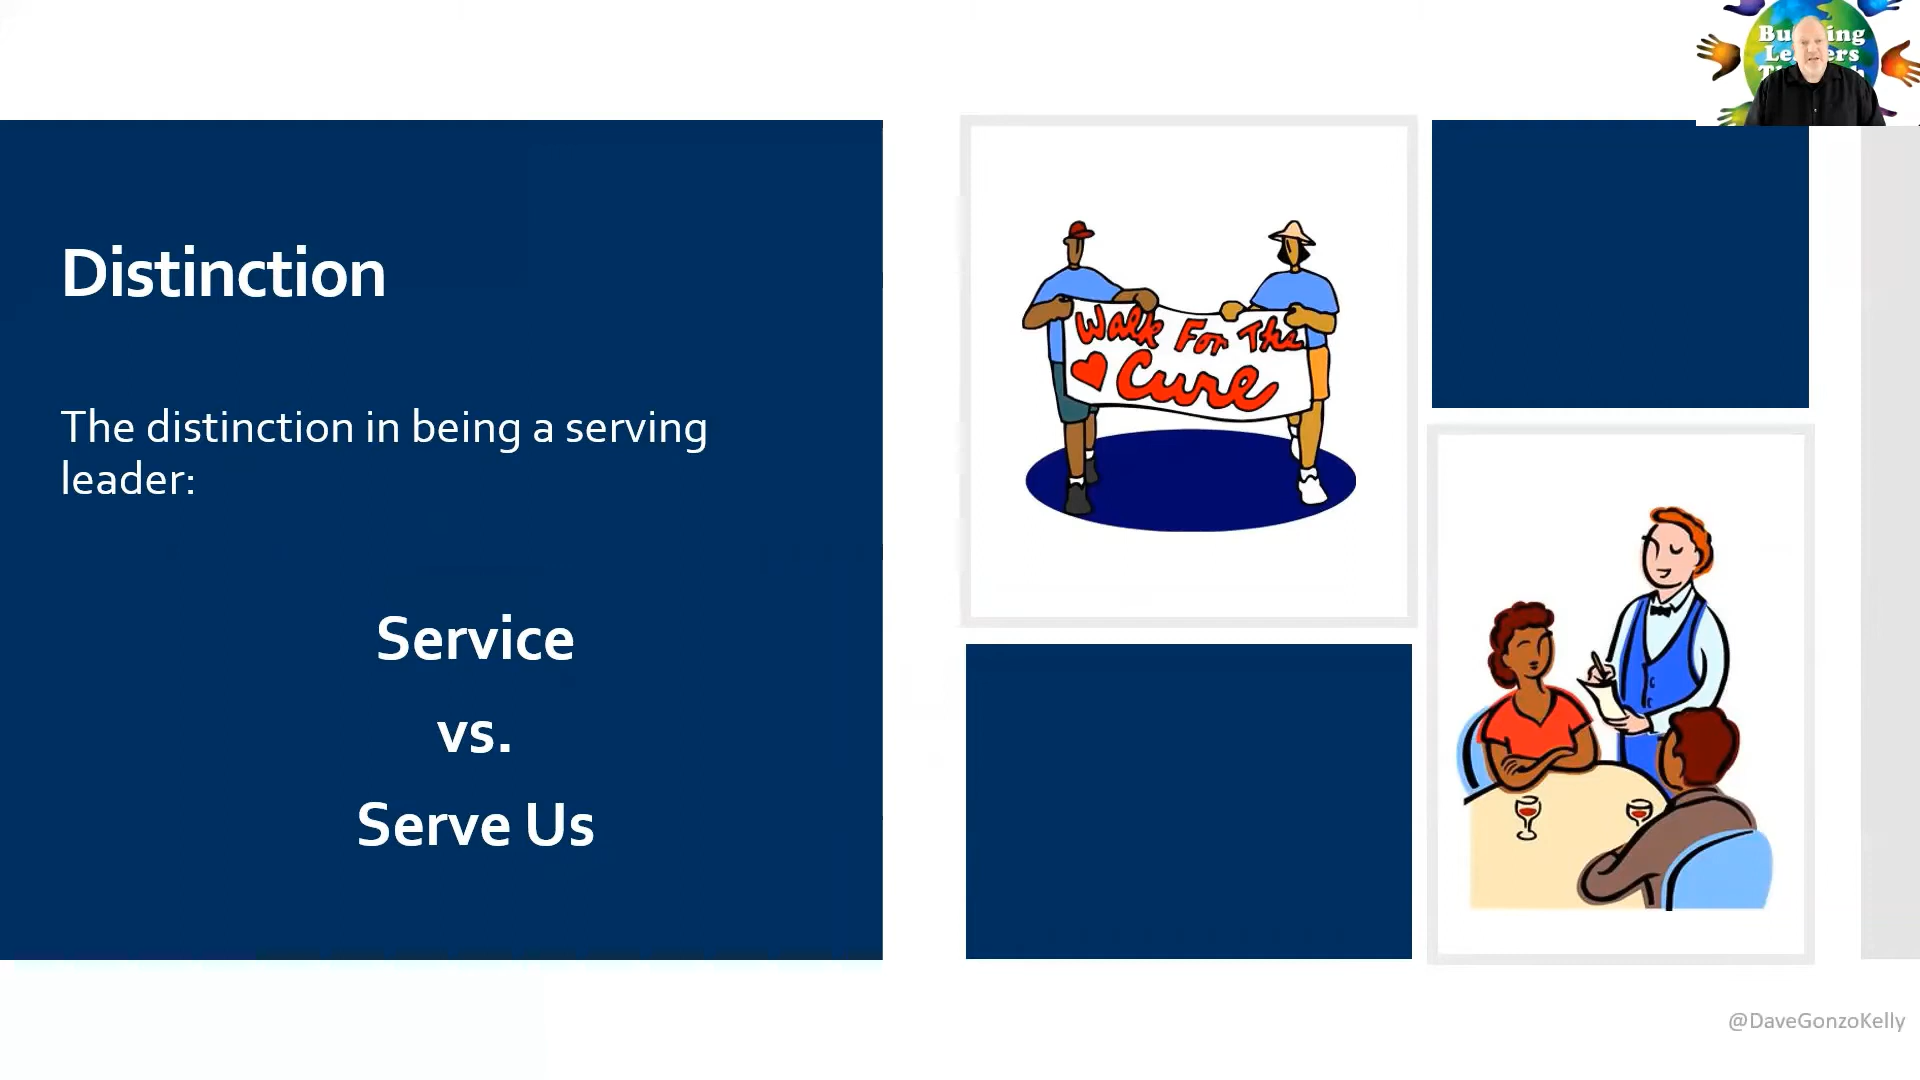 Distinction
The distinction in being a serving
leader:
Service
vs.
Serve Us
Walk For The
Cure
@DaveGonzoKelly